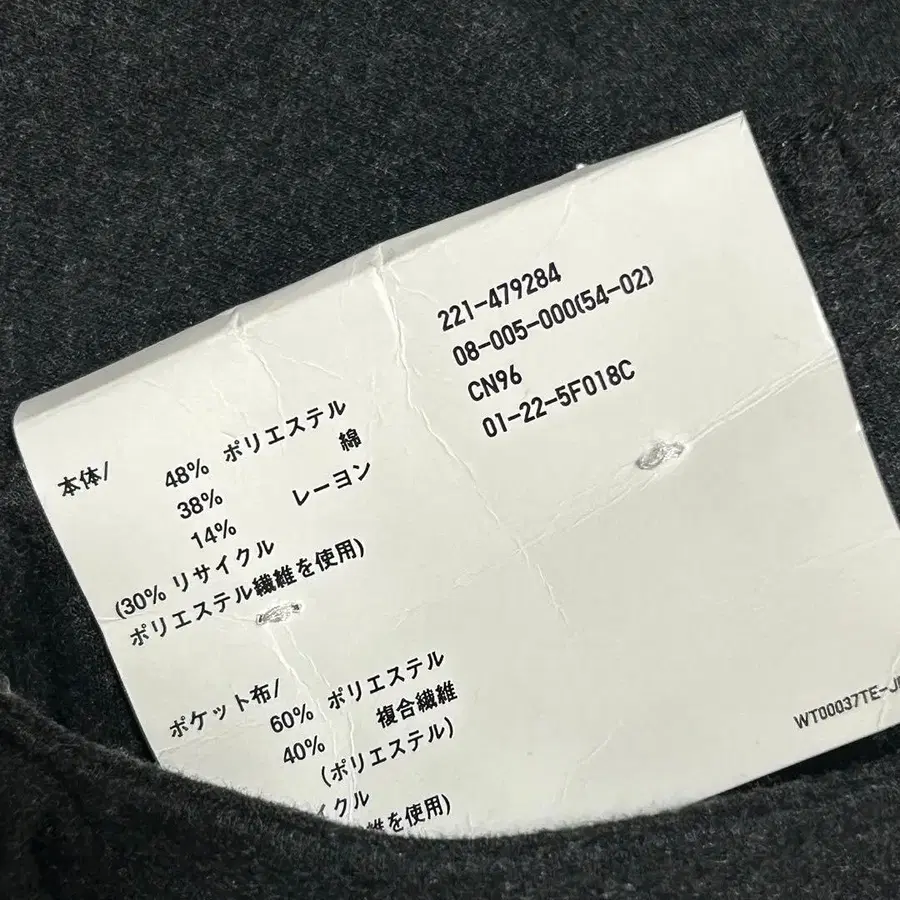 221-479284
08-005-000(54-02)
CN96
01-22-5F018C
本体/
48% ポリエステル
38% 綿
14% レーヨン
(30% リサイクル
ポリエステル繊維を使用)
ポケット布/
60% ポリエステル
40% 複合繊維
(ポリエステル)
イクル
維を使用)
WT00037TE-J